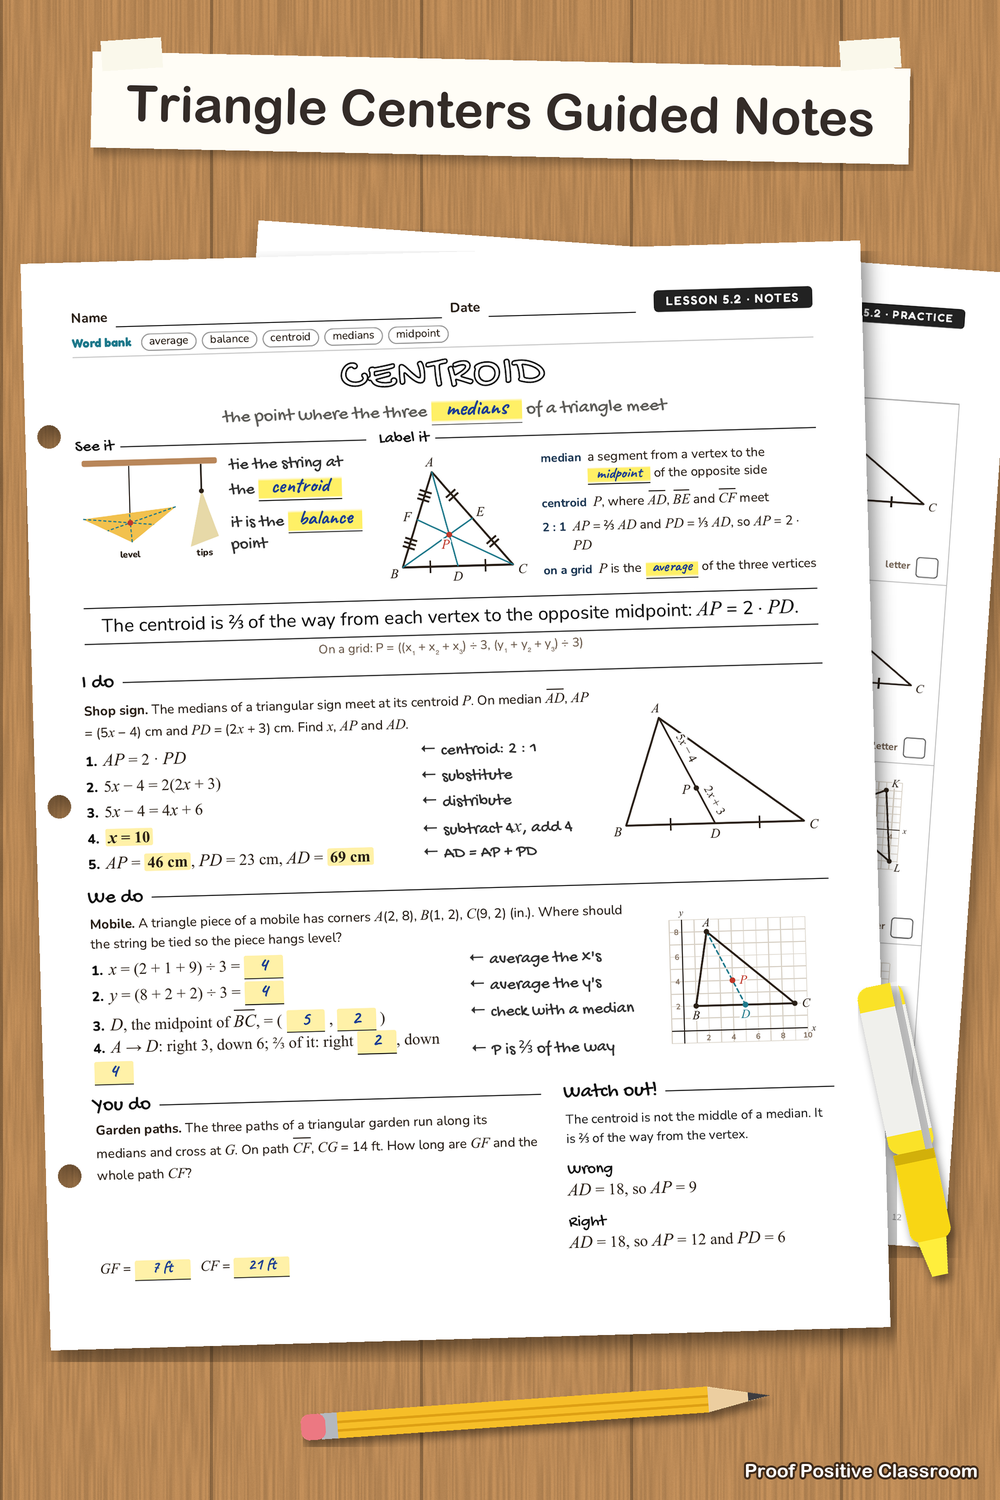 Triangle Centers Guided Notes
Name Date LESSON 5.2 · NOTES
5.2 · PRACTICE
Word bank average balance centroid medians midpoint
CENTROID
the point where the three medians of a triangle meet
See it
Label it
tie the string at
the centroid
it is the balance
point
level tips
A
F E
P
B D C
median a segment from a vertex to the
midpoint of the opposite side
centroid P, where AD, BE and CF meet
2 : 1 AP = ⅔ AD and PD = ⅓ AD, so AP = 2 ·
PD
on a grid P is the average of the three vertices
The centroid is ⅔ of the way from each vertex to the opposite midpoint: AP = 2 · PD.
On a grid: P = ((x₁ + x₂ + x₃) ÷ 3, (y₁ + y₂ + y₃) ÷ 3)
I do
Shop sign. The medians of a triangular sign meet at its centroid P. On median AD, AP
= (5x − 4) cm and PD = (2x + 3) cm. Find x, AP and AD.
1. AP = 2 · PD ← centroid: 2 : 1
2. 5x − 4 = 2(2x + 3) ← substitute
3. 5x − 4 = 4x + 6 ← distribute
4. x = 10 ← subtract 4x, add 4
5. AP = 46 cm, PD = 23 cm, AD = 69 cm ← AD = AP + PD
A
5x − 4
P 2x + 3
B D C
We do
Mobile. A triangle piece of a mobile has corners A(2, 8), B(1, 2), C(9, 2) (in.). Where should
the string be tied so the piece hangs level?
1. x = (2 + 1 + 9) ÷ 3 = 4 ← average the x's
2. y = (8 + 2 + 2) ÷ 3 = 4 ← average the y's
3. D, the midpoint of BC, = ( 5 , 2 ) ← check with a median
4. A → D: right 3, down 6; ⅔ of it: right 2 , down ← P is ⅔ of the way
4
y
8 A
6
4 P
2 B D C
2 4 6 8 10 x
You do
Garden paths. The three paths of a triangular garden run along its
medians and cross at G. On path CF, CG = 14 ft. How long are GF and the
whole path CF?
GF = 7 ft CF = 21 ft
Watch out!
The centroid is not the middle of a median. It
is ⅔ of the way from the vertex.
Wrong
AD = 18, so AP = 9
Right
AD = 18, so AP = 12 and PD = 6
C
letter
C
letter
K
x
L
12
Proof Positive Classroom